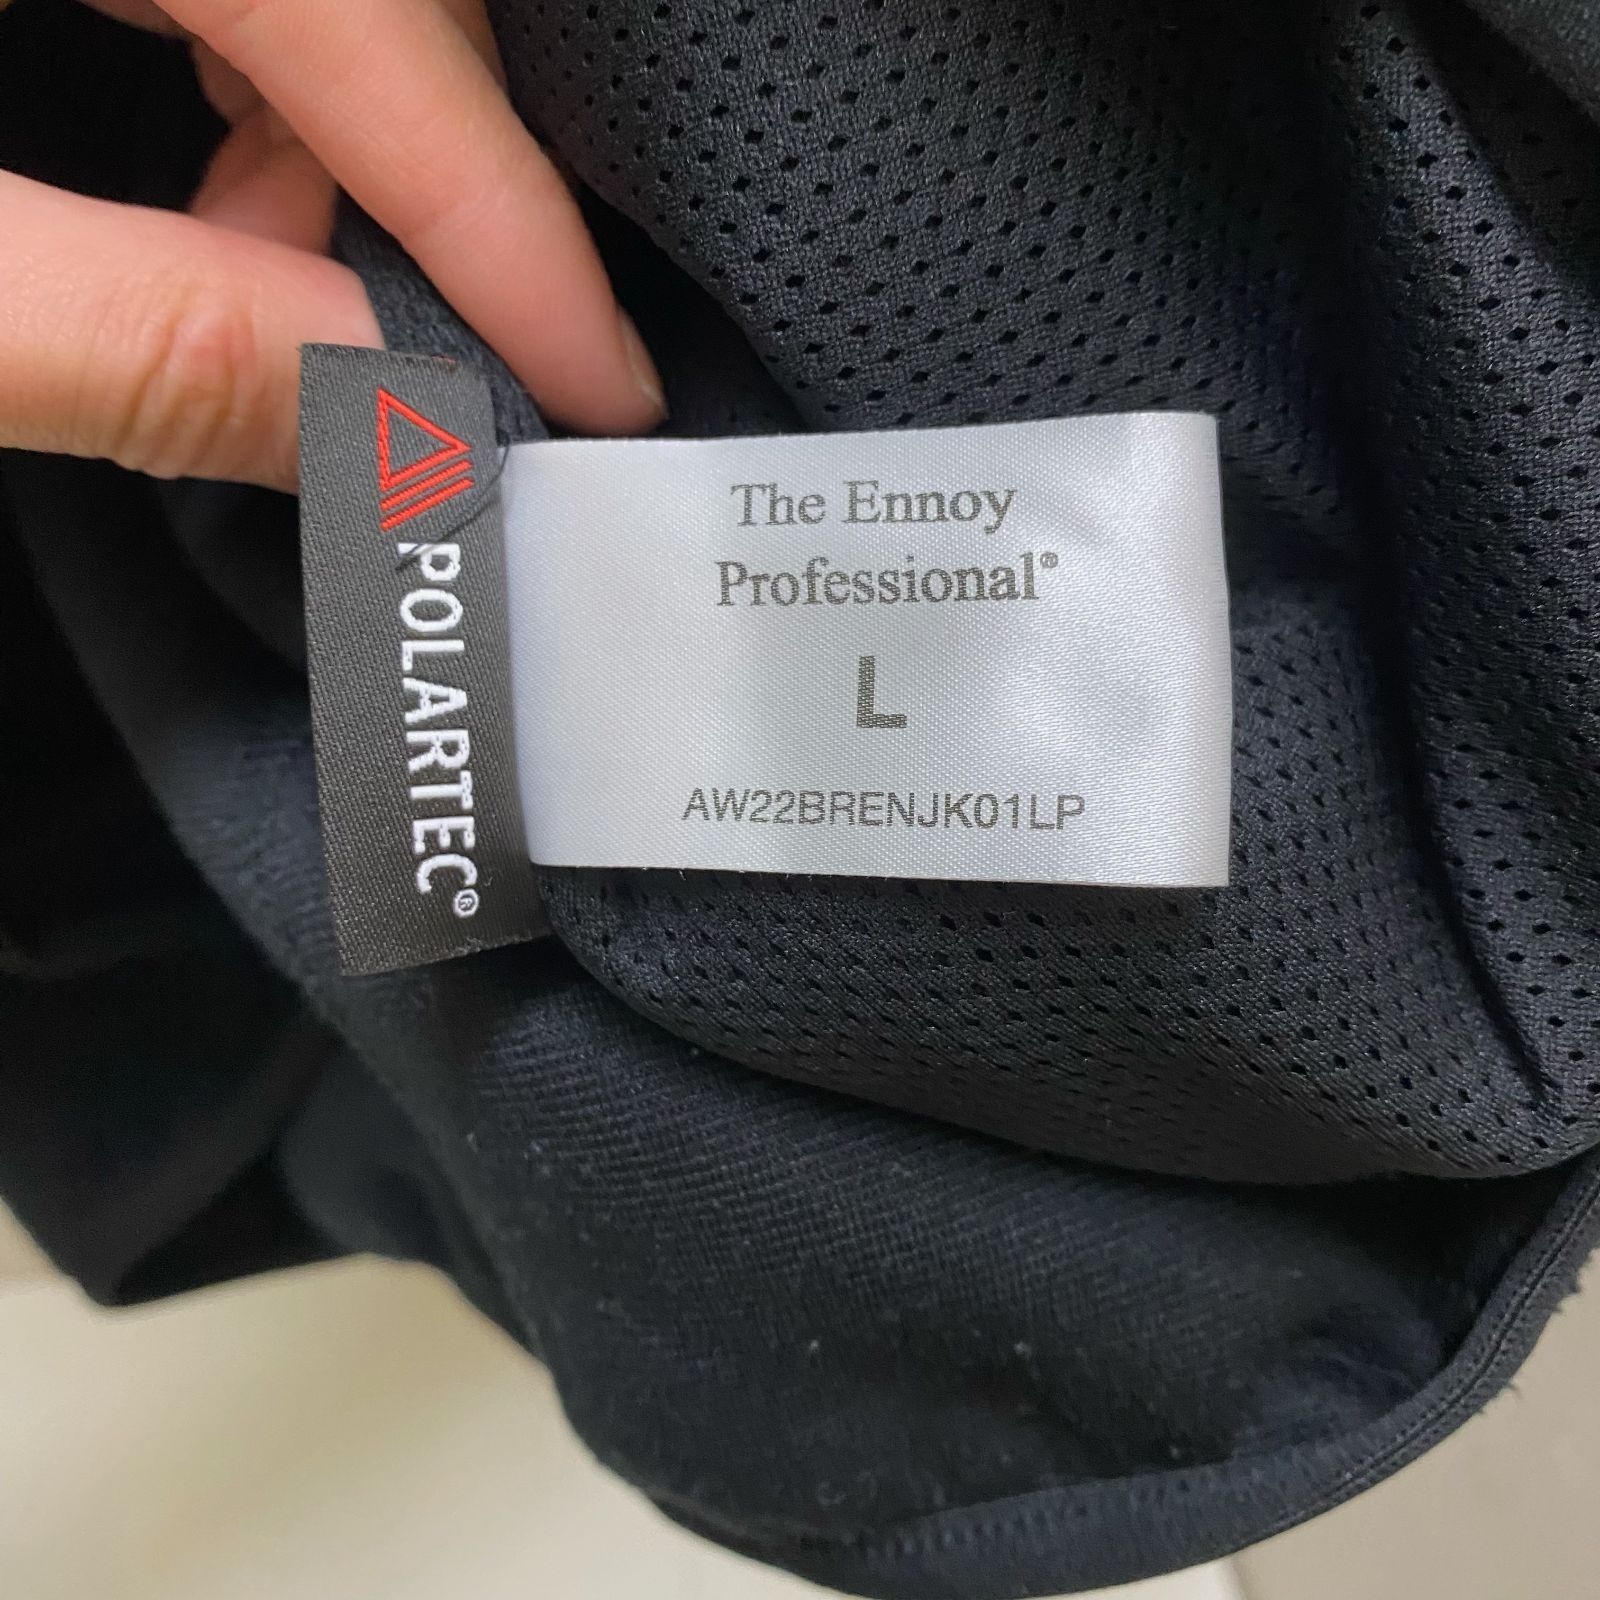 POLARTEC®
The Ennoy
Professional®
L
AW22BRENJK01LP